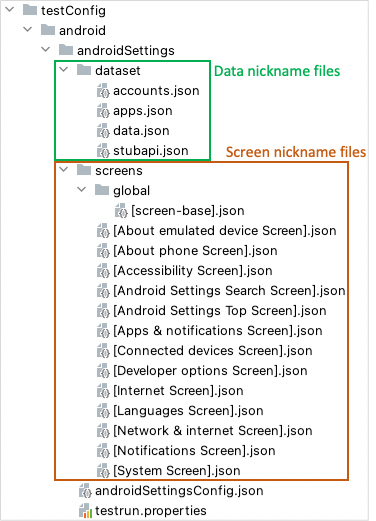 testConfig
android
androidSettings
dataset
Data nickname files
accounts.json
apps.json
data.json
stubapi.json
Screen nickname files
screens
global
[screen-base].json
[About emulated device Screen].json
[About phone Screen].json
[Accessibility Screen].json
[Android Settings Search Screen].json
[Android Settings Top Screen].json
[Apps & notifications Screen].json
[Connected devices Screen].json
[Developer options Screen].json
[Internet Screen].json
[Languages Screen].json
[Network & internet Screen].json
[Notifications Screen].json
[System Screen].json
androidSettingsConfig.json
testrun.properties